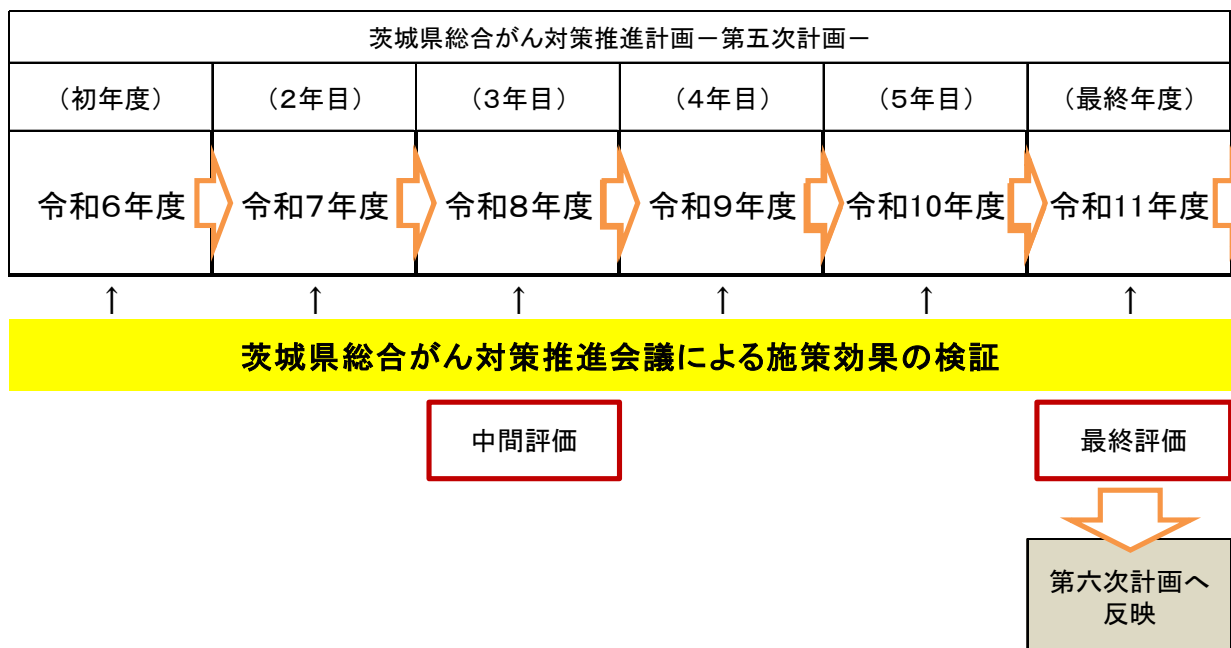 茨城県総合がん対策推進計画－第五次計画－
（初年度） （２年目） （３年目） （４年目） （５年目） （最終年度）
令和６年度 令和７年度 令和８年度 令和９年度 令和10年度 令和11年度
↑ ↑ ↑ ↑ ↑ ↑
茨城県総合がん対策推進会議による施策効果の検証
中間評価 最終評価
第六次計画へ
反映